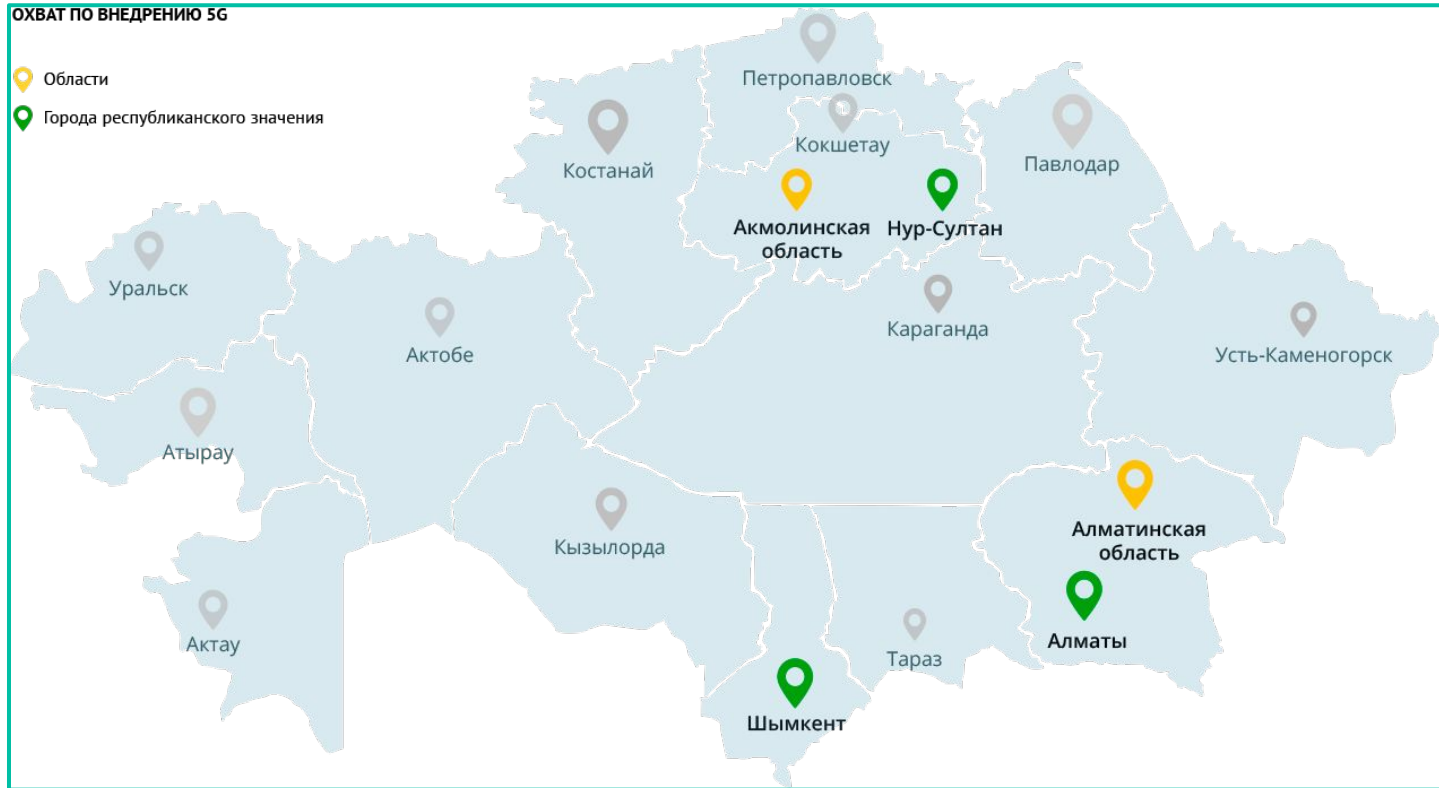 ОХВАТ ПО ВНЕДРЕНИЮ 5G
Области
Города республиканского значения
Петропавловск
Кокшетау
Костанай
Павлодар
Акмолинская
область
Нур-Султан
Уральск
Караганда
Актобе
Усть-Каменогорск
Атырау
Алматинская
область
Кызылорда
Актау
Алматы
Тараз
Шымкент